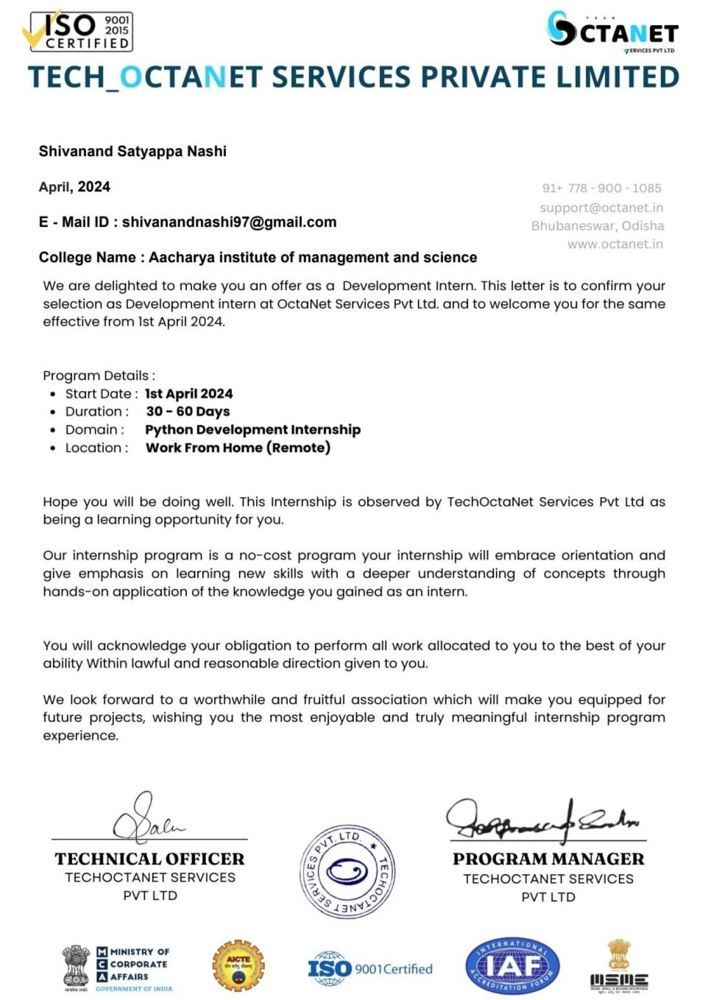 ISO 9001 2015 CERTIFIED
TECH
OCTANET
SERVICES PVT LTD
TECH_OCTANET SERVICES PRIVATE LIMITED
Shivanand Satyappa Nashi
April, 2024
91+ 778 - 900 - 1085
support@octanet.in
E - Mail ID : shivanandnashi97@gmail.com
Bhubaneswar, Odisha
www.octanet.in
College Name : Aacharya institute of management and science
We are delighted to make you an offer as a Development Intern. This letter is to confirm your
selection as Development intern at OctaNet Services Pvt Ltd. and to welcome you for the same
effective from 1st April 2024.
Program Details :
• Start Date : 1st April 2024
• Duration : 30 - 60 Days
• Domain : Python Development Internship
• Location : Work From Home (Remote)
Hope you will be doing well. This Internship is observed by TechOctaNet Services Pvt Ltd as
being a learning opportunity for you.
Our internship program is a no-cost program your internship will embrace orientation and
give emphasis on learning new skills with a deeper understanding of concepts through
hands-on application of the knowledge you gained as an intern.
You will acknowledge your obligation to perform all work allocated to you to the best of your
ability Within lawful and reasonable direction given to you.
We look forward to a worthwhile and fruitful association which will make you equipped for
future projects, wishing you the most enjoyable and truly meaningful internship program
experience.
TECHNICAL OFFICER
TECHOCTANET SERVICES
PVT LTD
TECHOCTANET SERVICES PVT. LTD.
PROGRAM MANAGER
TECHOCTANET SERVICES
PVT LTD
MINISTRY OF
CORPORATE
AFFAIRS
GOVERNMENT OF INDIA
AICTE
ISO 9001Certified
INTERNATIONAL
IAF
ACCREDITATION FORUM
MSME